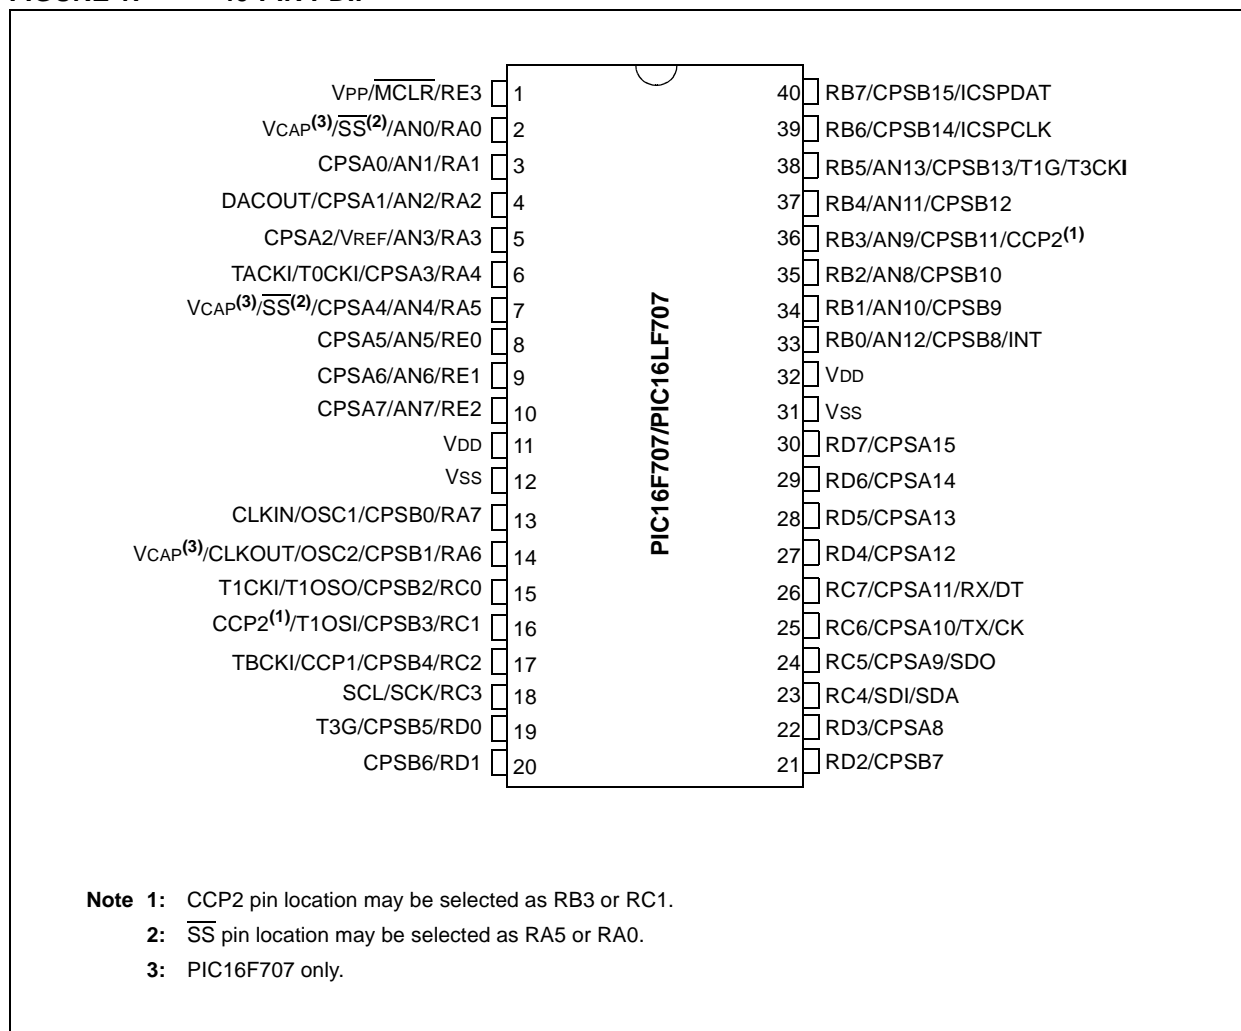 VPP/MCLR/RE3 1 40 RB7/CPSB15/ICSPDAT
VCAP(3)/SS(2)/AN0/RA0 2 39 RB6/CPSB14/ICSPCLK
CPSA0/AN1/RA1 3 38 RB5/AN13/CPSB13/T1G/T3CKI
DACOUT/CPSA1/AN2/RA2 4 37 RB4/AN11/CPSB12
CPSA2/VREF/AN3/RA3 5 36 RB3/AN9/CPSB11/CCP2(1)
TACKI/T0CKI/CPSA3/RA4 6 35 RB2/AN8/CPSB10
VCAP(3)/SS(2)/CPSA4/AN4/RA5 7 34 RB1/AN10/CPSB9
CPSA5/AN5/RE0 8 33 RB0/AN12/CPSB8/INT
CPSA6/AN6/RE1 9 32 VDD
CPSA7/AN7/RE2 10 31 VSS
VDD 11 30 RD7/CPSA15
VSS 12 29 RD6/CPSA14
CLKIN/OSC1/CPSB0/RA7 13 28 RD5/CPSA13
VCAP(3)/CLKOUT/OSC2/CPSB1/RA6 14 27 RD4/CPSA12
T1CKI/T1OSO/CPSB2/RC0 15 26 RC7/CPSA11/RX/DT
CCP2(1)/T1OSI/CPSB3/RC1 16 25 RC6/CPSA10/TX/CK
TBCKI/CCP1/CPSB4/RC2 17 24 RC5/CPSA9/SDO
SCL/SCK/RC3 18 23 RC4/SDI/SDA
T3G/CPSB5/RD0 19 22 RD3/CPSA8
CPSB6/RD1 20 21 RD2/CPSB7
PIC16F707/PIC16LF707
Note 1: CCP2 pin location may be selected as RB3 or RC1.
2: SS pin location may be selected as RA5 or RA0.
3: PIC16F707 only.